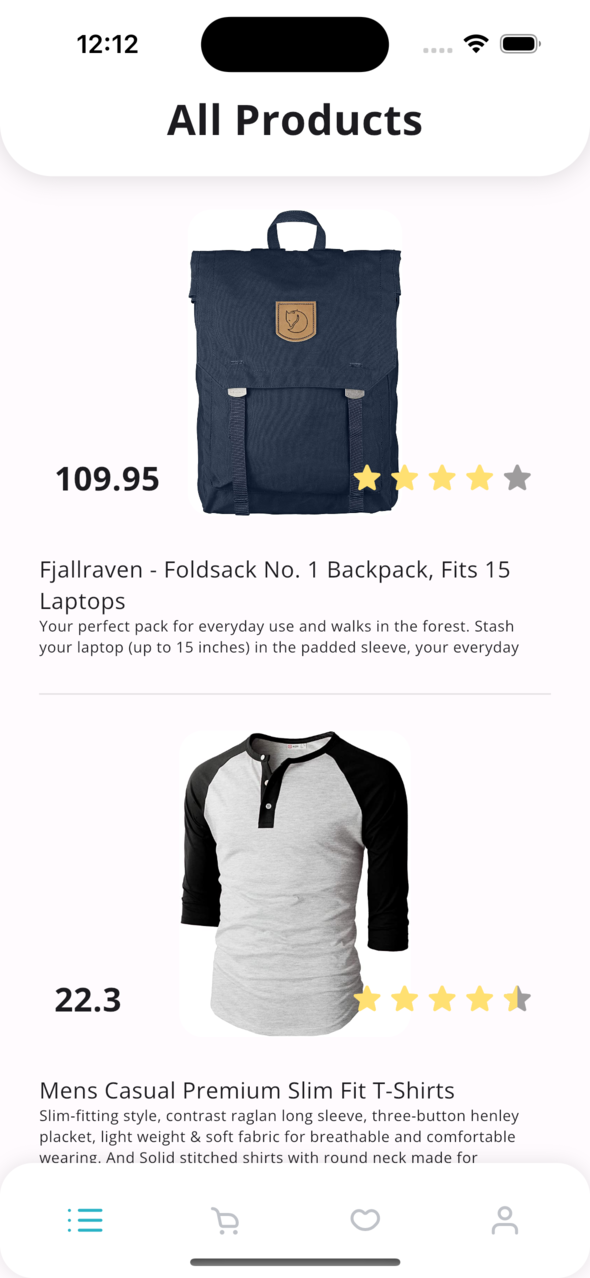 12:12
All Products
109.95
Fjallraven - Foldsack No. 1 Backpack, Fits 15
Laptops
Your perfect pack for everyday use and walks in the forest. Stash
your laptop (up to 15 inches) in the padded sleeve, your everyday
22.3
Mens Casual Premium Slim Fit T-Shirts
Slim-fitting style, contrast raglan long sleeve, three-button henley
placket, light weight & soft fabric for breathable and comfortable
wearing. And Solid stitched shirts with round neck made for